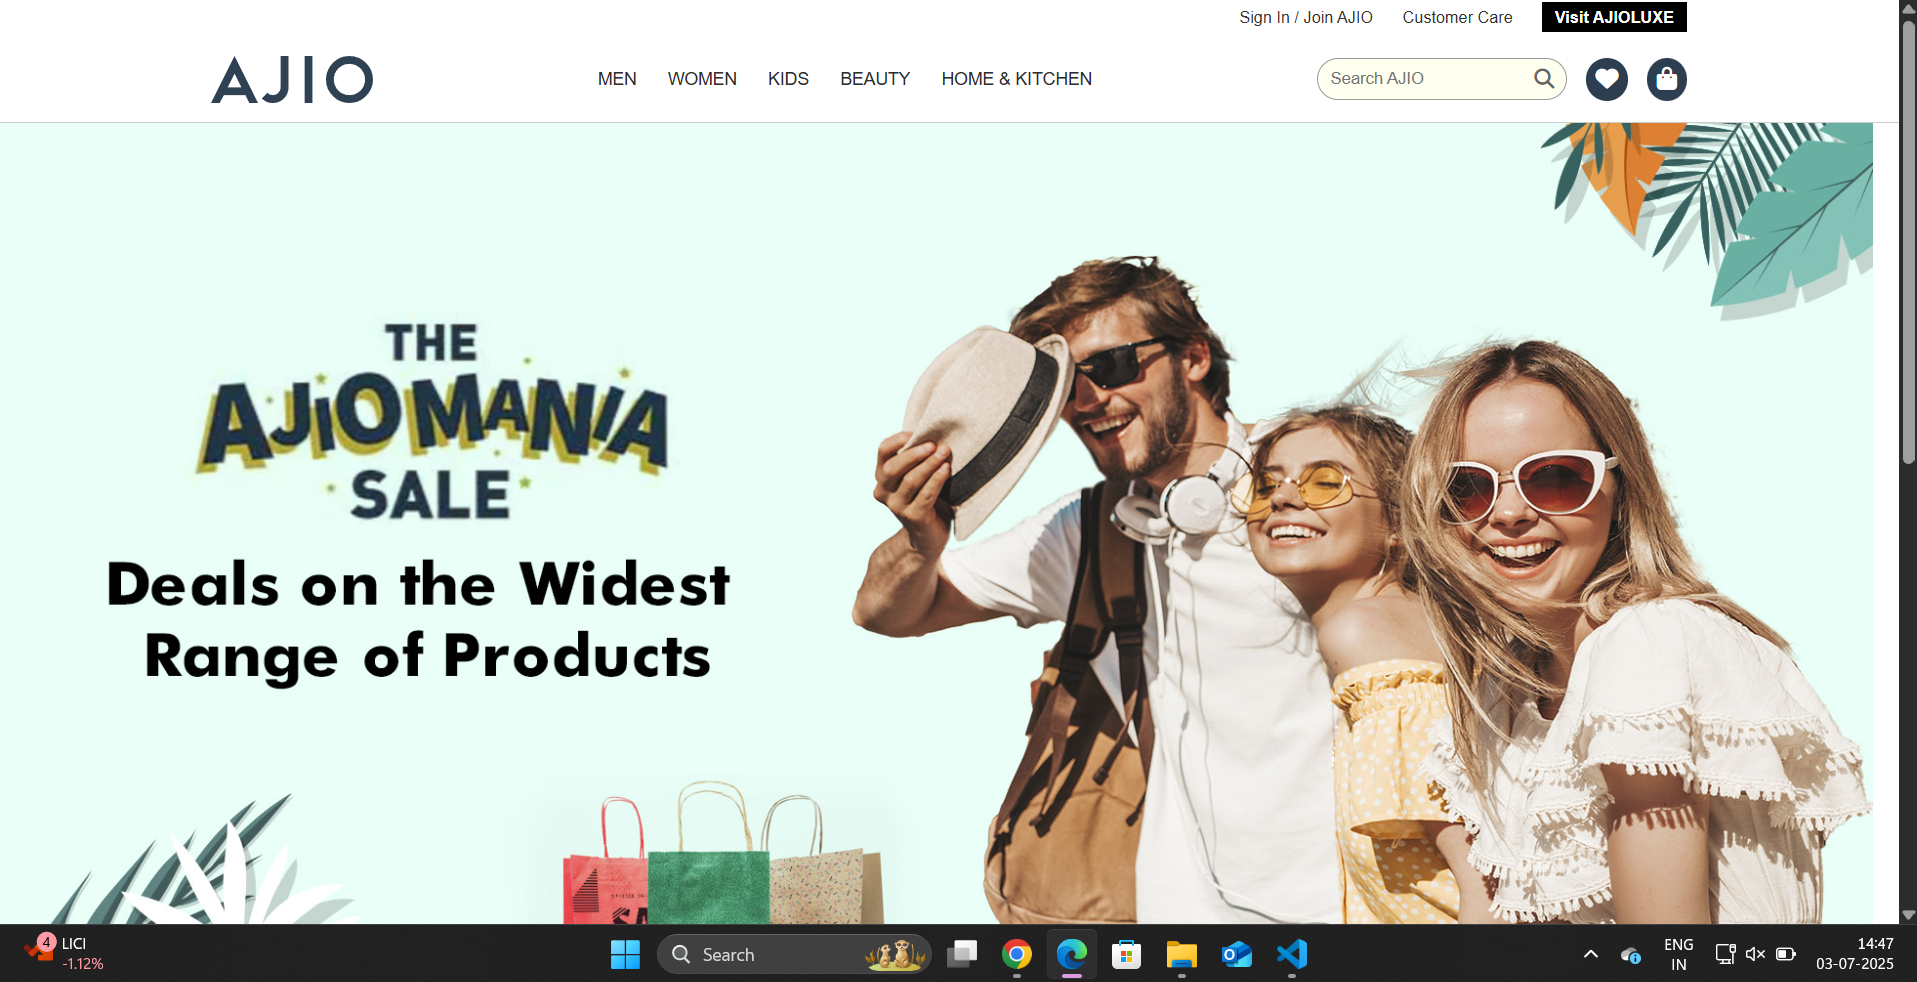 Sign In / Join AJIO
Customer Care
Visit AJIOLUXE
AJIO
MEN
WOMEN
KIDS
BEAUTY
HOME & KITCHEN
Search AJIO
THE
AJIOMANIA
SALE
Deals on the Widest
Range of Products
SA
4
LICI
-1.12%
Search
ENG
IN
14:47
03-07-2025